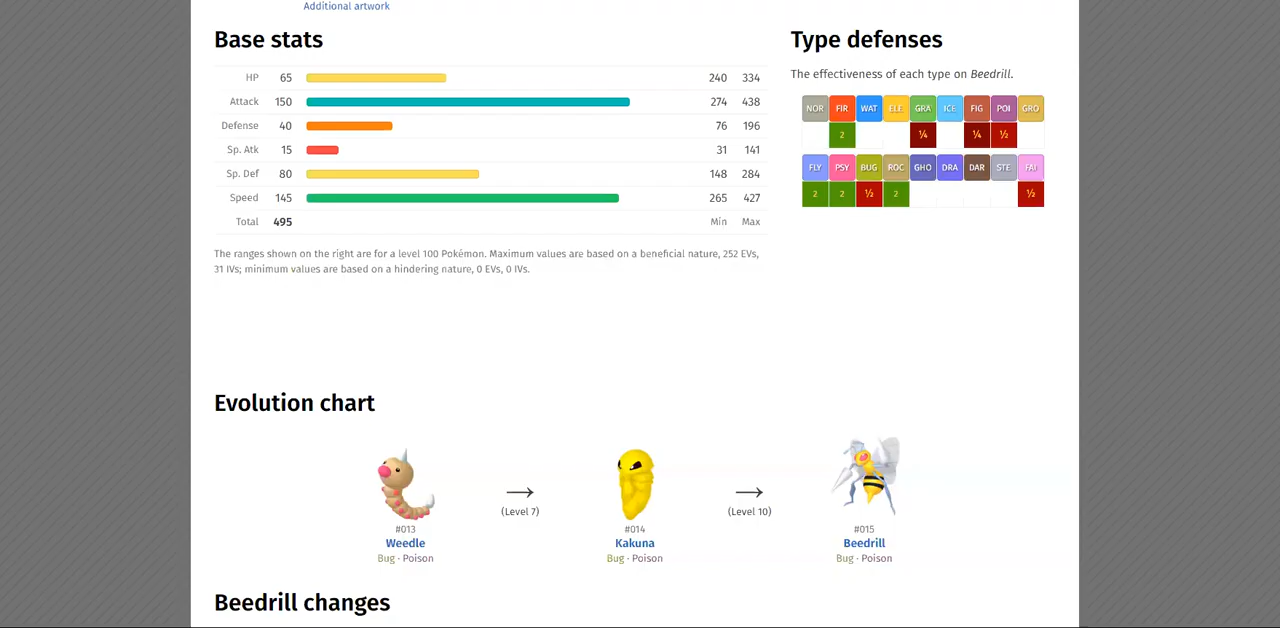 Additional artwork
Base stats
HP 65 240 334
Attack 150 274 438
Defense 40 76 196
Sp. Atk 15 31 141
Sp. Def 80 148 284
Speed 145 265 427
Total 495 Min Max
The ranges shown on the right are for a level 100 Pokémon. Maximum values are based on a beneficial nature, 252 EVs,
31 IVs; minimum values are based on a hindering nature, 0 EVs, 0 IVs.
Type defenses
The effectiveness of each type on Beedrill.
NOR FIR WAT ELE GRA ICE FIG POI GRO
2 ¼ ¼ ½
FLY PSY BUG ROC GHO DRA DAR STE FAI
2 2 ½ 2 ½
Evolution chart
→ →
(Level 7) (Level 10)
#013 #014 #015
Weedle Kakuna Beedrill
Bug · Poison Bug · Poison Bug · Poison
Beedrill changes